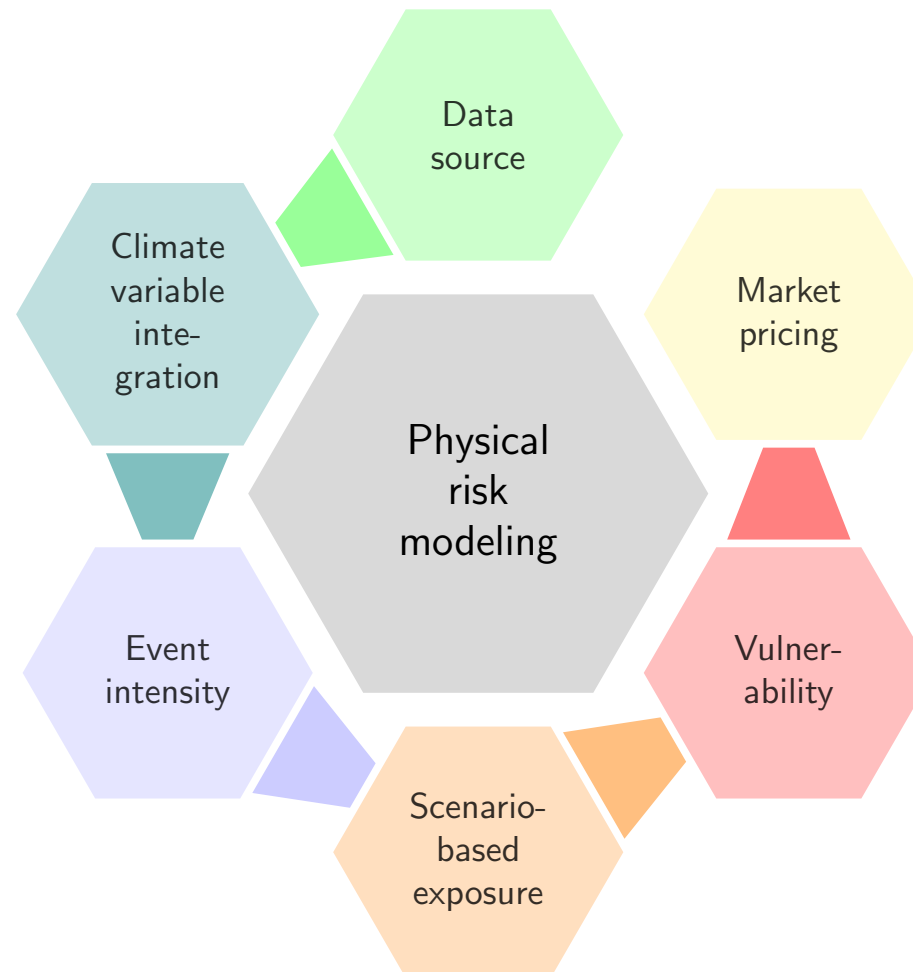 Data
source
Climate
variable
inte-
gration
Market
pricing
Physical
risk
modeling
Event
intensity
Vulner-
ability
Scenario-
based
exposure